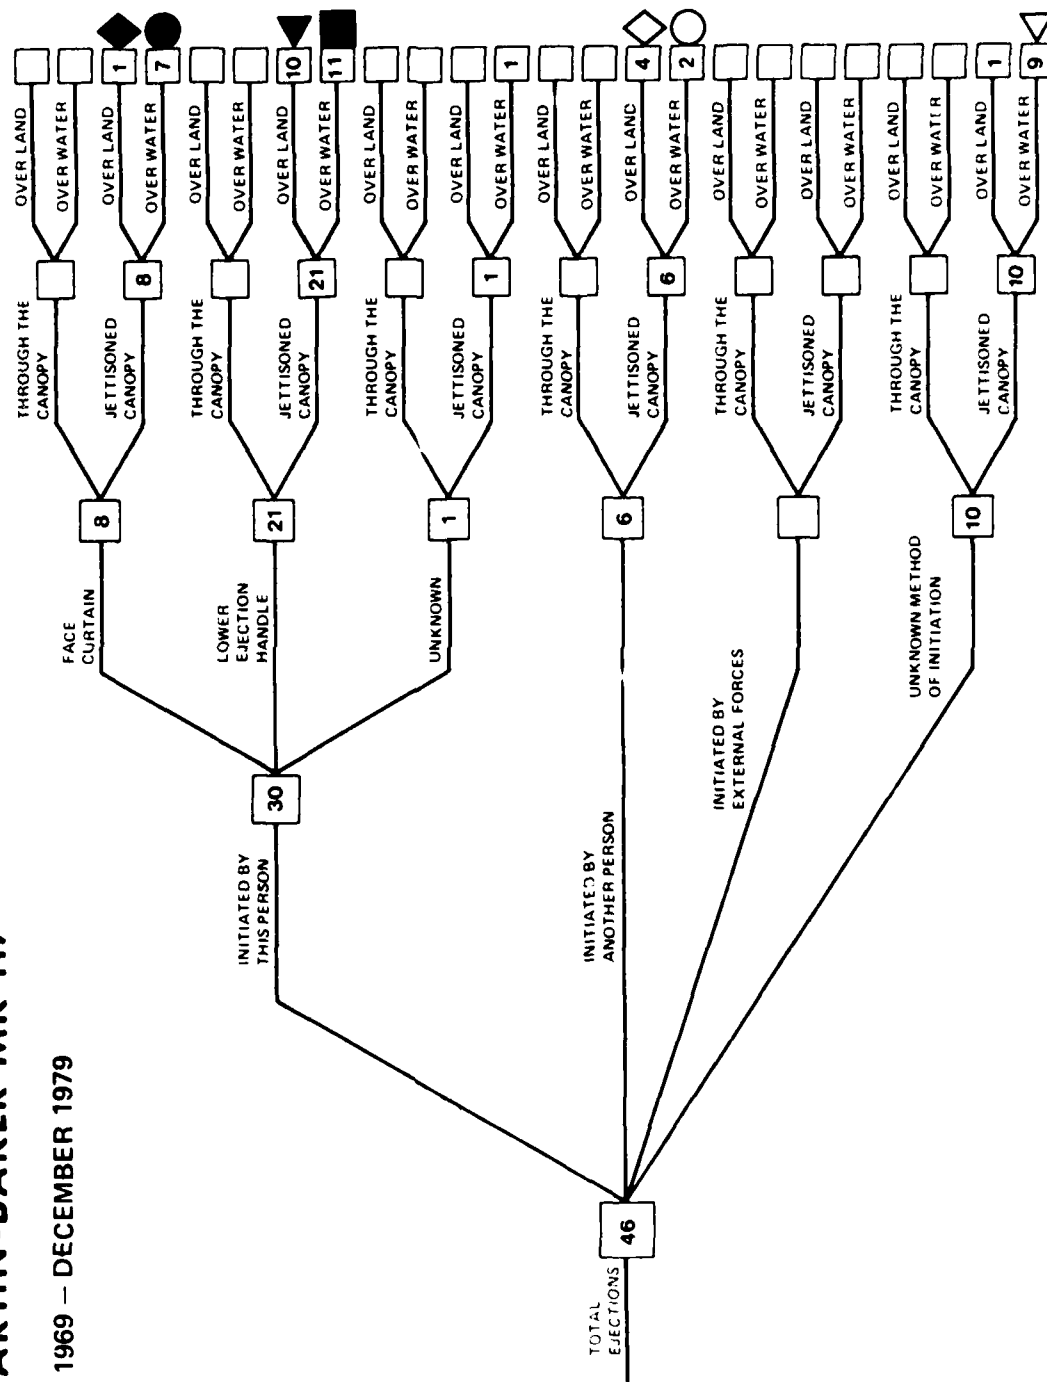 1969 — DECEMBER 1979
TOTAL
EJECTIONS
46
INITIATED BY
THIS PERSON
30
FACE
CURTAIN
8
THROUGH THE
CANOPY
OVER LAND
OVER WATER
JETTISONED
CANOPY
8
OVER LAND
1
OVER WATER
7
LOWER
EJECTION
HANDLE
21
THROUGH THE
CANOPY
OVER LAND
OVER WATER
JETTISONED
CANOPY
21
OVER LAND
10
OVER WATER
11
UNKNOWN
1
THROUGH THE
CANOPY
OVER LAND
OVER WATER
JETTISONED
CANOPY
1
OVER LAND
OVER WATER
1
INITIATED BY
ANOTHER PERSON
6
THROUGH THE
CANOPY
OVER LAND
OVER WATER
JETTISONED
CANOPY
6
OVER LAND
4
OVER WATER
2
INITIATED BY
EXTERNAL FORCES
THROUGH THE
CANOPY
OVER LAND
OVER WATER
JETTISONED
CANOPY
OVER LAND
OVER WATER
UNKNOWN METHOD
OF INITIATION
10
THROUGH THE
CANOPY
OVER LAND
OVER WATER
JETTISONED
CANOPY
10
OVER LAND
1
OVER WATER
9